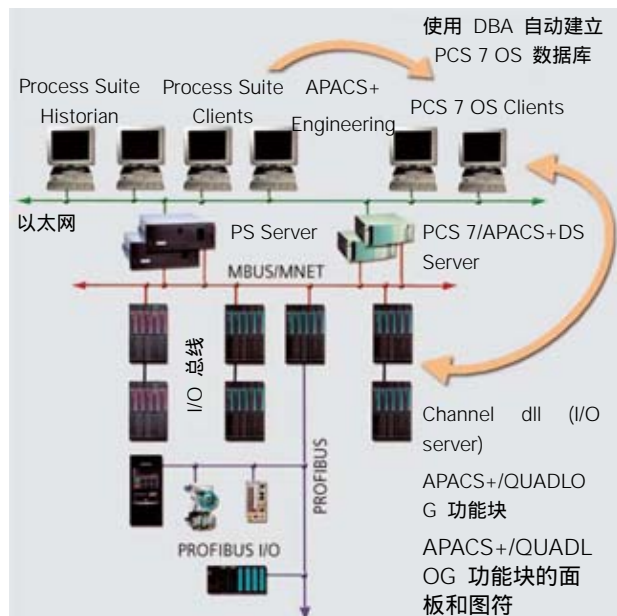 使用 DBA 自动建立
PCS 7 OS 数据库
Process Suite
Historian
Process Suite
Clients
APACS+
Engineering
PCS 7 OS Clients
以太网
PS Server
PCS 7/APACS+DS
Server
MBUS/MNET
I/O 总线
PROFIBUS
Channel dll (I/O
server)
APACS+/QUADLO
G 功能块
PROFIBUS I/O
APACS+/QUADL
OG 功能块的面
板和图符